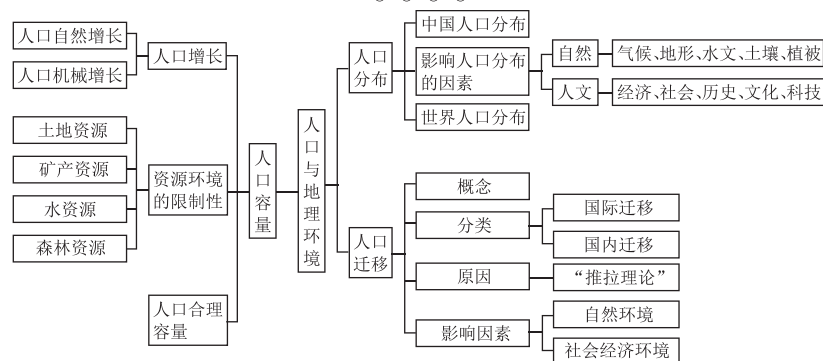 人口自然增长
人口机械增长
人口增长
土地资源
矿产资源
水资源
森林资源
资源环境
的限制性
人口合理
容量
人口容量
人口与地理环境
人口
分布
中国人口分布
影响人口分布
的因素
世界人口分布
自然
气候、地形、水文、土壤、植被
人文
经济、社会、历史、文化、科技
人口
迁移
概念
分类
国际迁移
国内迁移
原因
“推拉理论”
影响因素
自然环境
社会经济环境